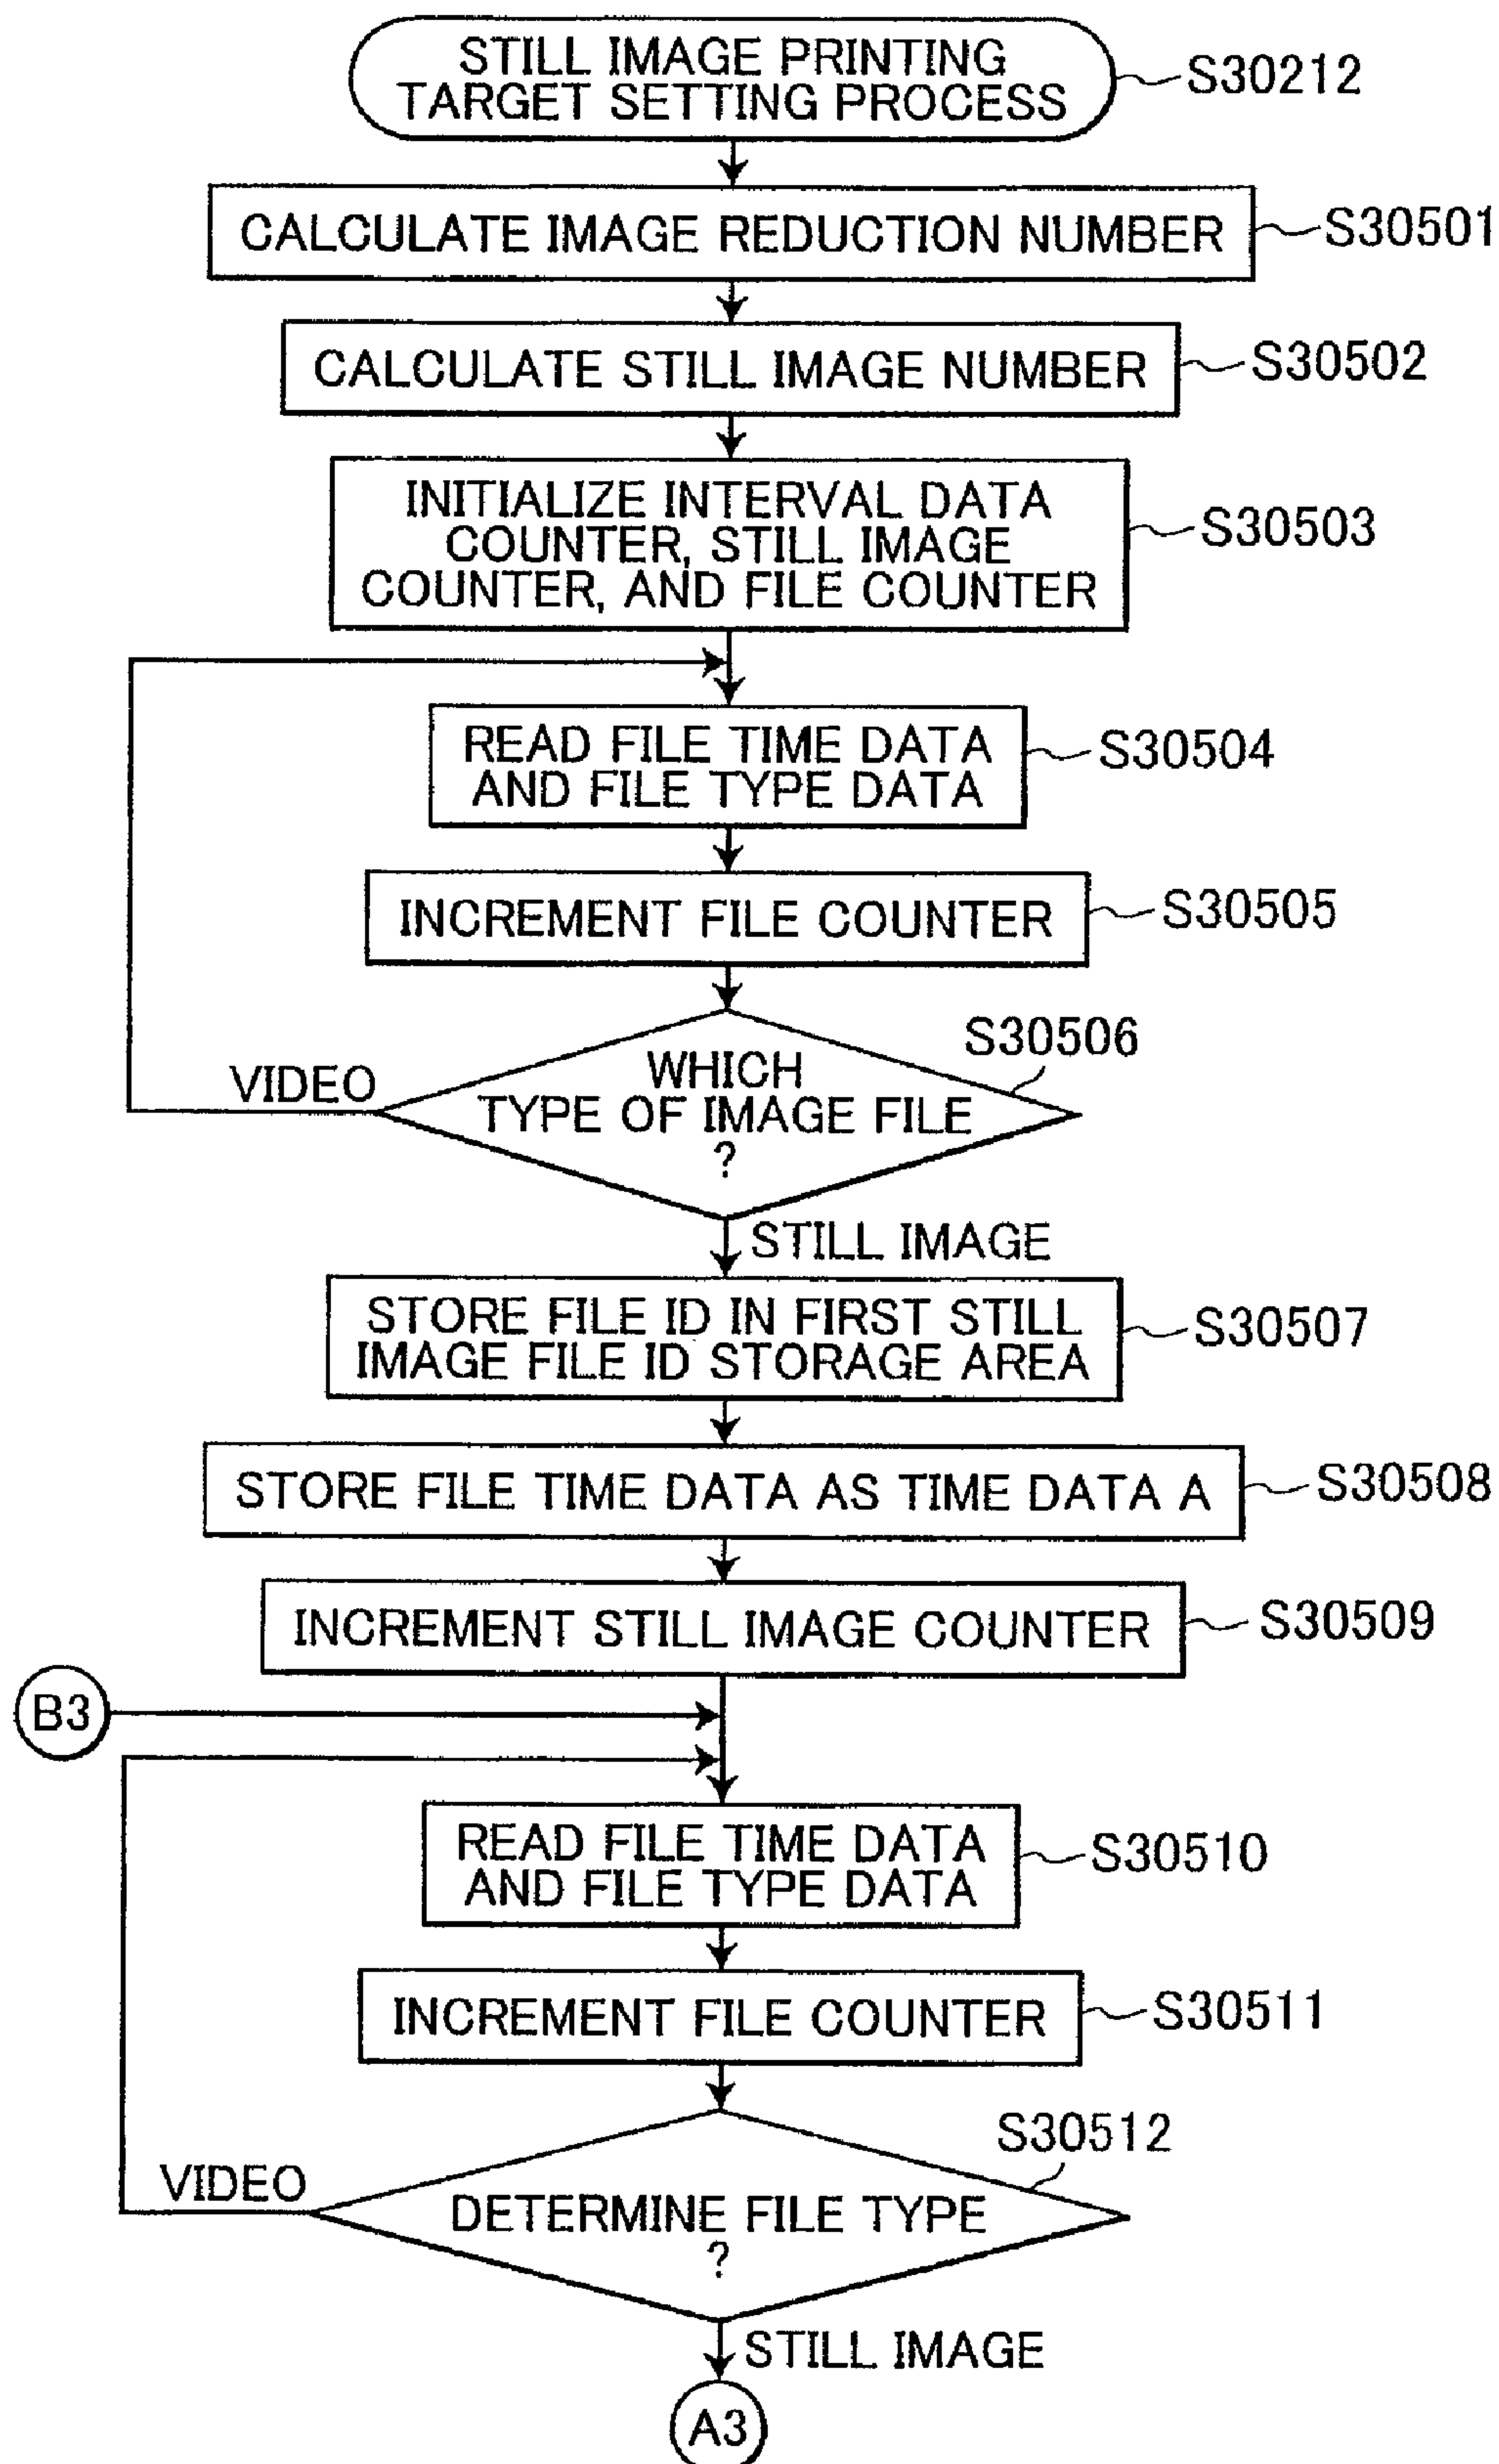 STILL IMAGE PRINTING
TARGET SETTING PROCESS
S30212
CALCULATE IMAGE REDUCTION NUMBER
S30501
CALCULATE STILL IMAGE NUMBER
S30502
INITIALIZE INTERVAL DATA
COUNTER, STILL IMAGE
COUNTER, AND FILE COUNTER
S30503
READ FILE TIME DATA
AND FILE TYPE DATA
S30504
INCREMENT FILE COUNTER
S30505
S30506
WHICH
TYPE OF IMAGE FILE
?
VIDEO
STILL IMAGE
STORE FILE ID IN FIRST STILL
IMAGE FILE ID STORAGE AREA
S30507
STORE FILE TIME DATA AS TIME DATA A
S30508
INCREMENT STILL IMAGE COUNTER
S30509
B3
READ FILE TIME DATA
AND FILE TYPE DATA
S30510
INCREMENT FILE COUNTER
S30511
S30512
VIDEO
DETERMINE FILE TYPE
?
STILL IMAGE
A3